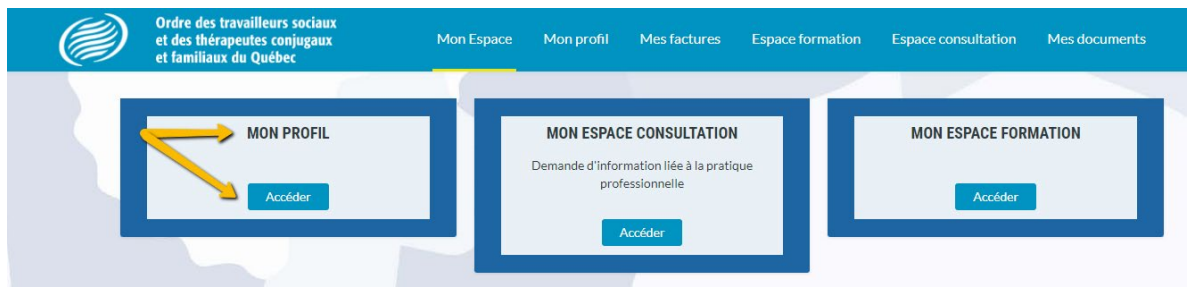 Ordre des travailleurs sociaux
et des thérapeutes conjugaux
et familiaux du Québec
Mon Espace Mon profil Mes factures Espace formation Espace consultation Mes documents
MON PROFIL
Accéder
MON ESPACE CONSULTATION
Demande d'information liée à la pratique
professionnelle
Accéder
MON ESPACE FORMATION
Accéder